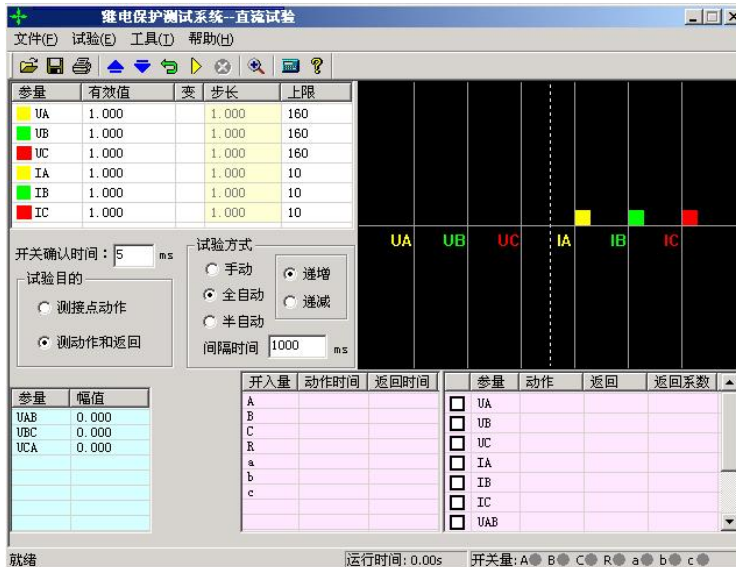 继电保护测试系统--直流试验
文件(F) 试验(E) 工具(T) 帮助(H)
参量 有效值 变 步长 上限
UA 1.000 1.000 160
UB 1.000 1.000 160
UC 1.000 1.000 160
IA 1.000 1.000 10
IB 1.000 1.000 10
IC 1.000 1.000 10
UA UB UC IA IB IC
开关确认时间：5 ms
试验目的
测接点动作
测动作和返回
试验方式
手动
全自动
半自动
递增
递减
间隔时间 1000 ms
参量 幅值
UAB 0.000
UBC 0.000
UCA 0.000
开入量 动作时间 返回时间
A
B
C
R
a
b
c
参量 动作 返回 返回系数
UA
UB
UC
IA
IB
IC
UAB
就绪 运行时间: 0.00s 开关量: A B C R a b c